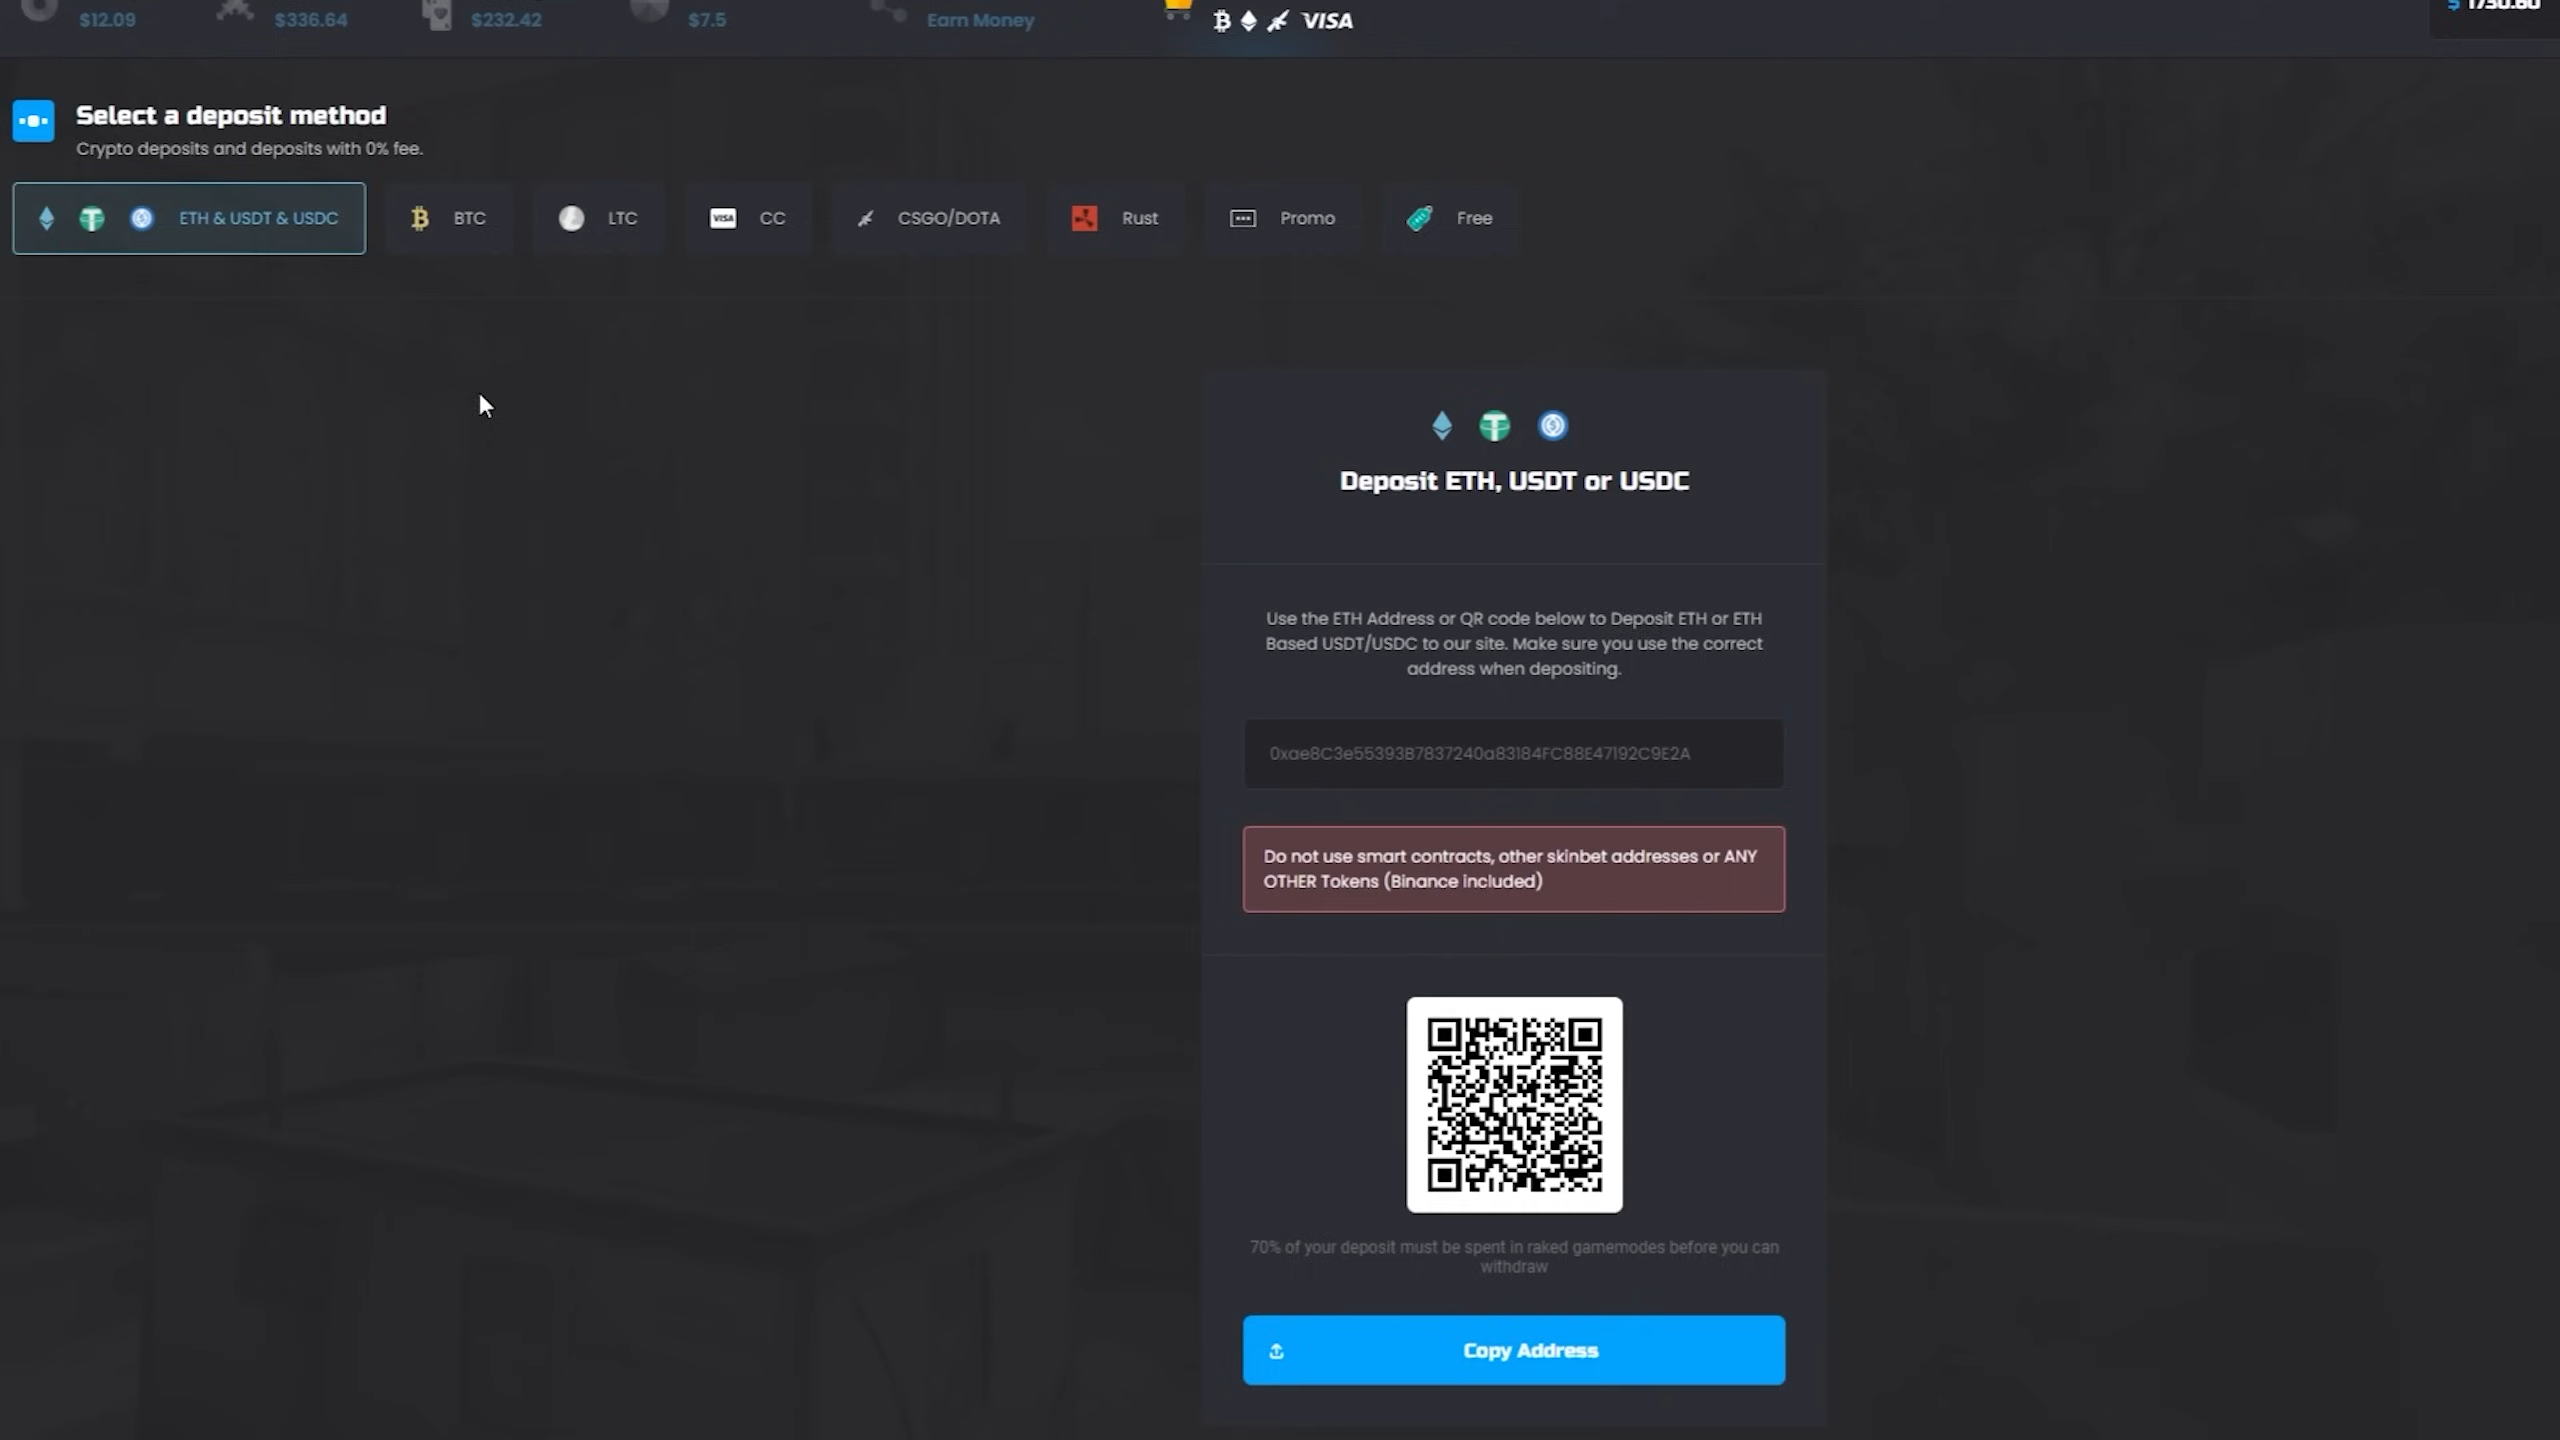 $12.09
$336.64
$232.42
$7.5
Earn Money
VISA
Select a deposit method
Crypto deposits and deposits with 0% fee.
ETH & USDT & USDC
BTC
LTC
VISA
CC
CSGO/DOTA
Rust
Promo
Free
Deposit ETH, USDT or USDC
Use the ETH Address or QR code below to Deposit ETH or ETH
Based USDT/USDC to our site. Make sure you use the correct
address when depositing.
0xae8C3e55393B7837240a83184FC88E47192C9E2A
Do not use smart contracts, other skinbet addresses or ANY
OTHER Tokens (Binance included)
70% of your deposit must be spent in raked gamemodes before you can
withdraw
Copy Address